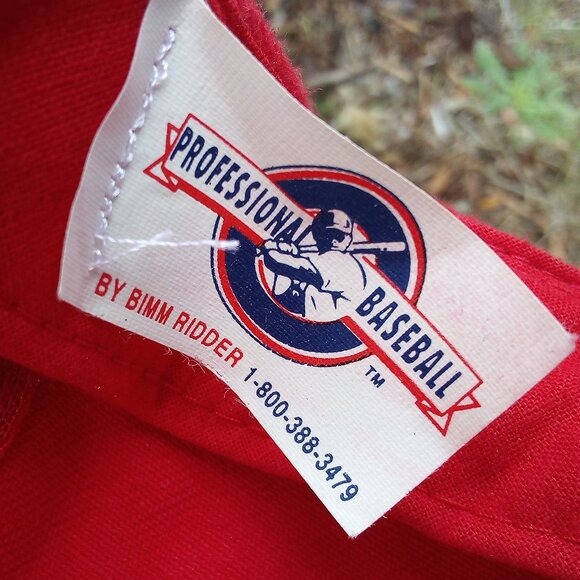 PROFESSIONAL BASEBALL
TM
BY BIMM RIDDER 1-800-388-3479